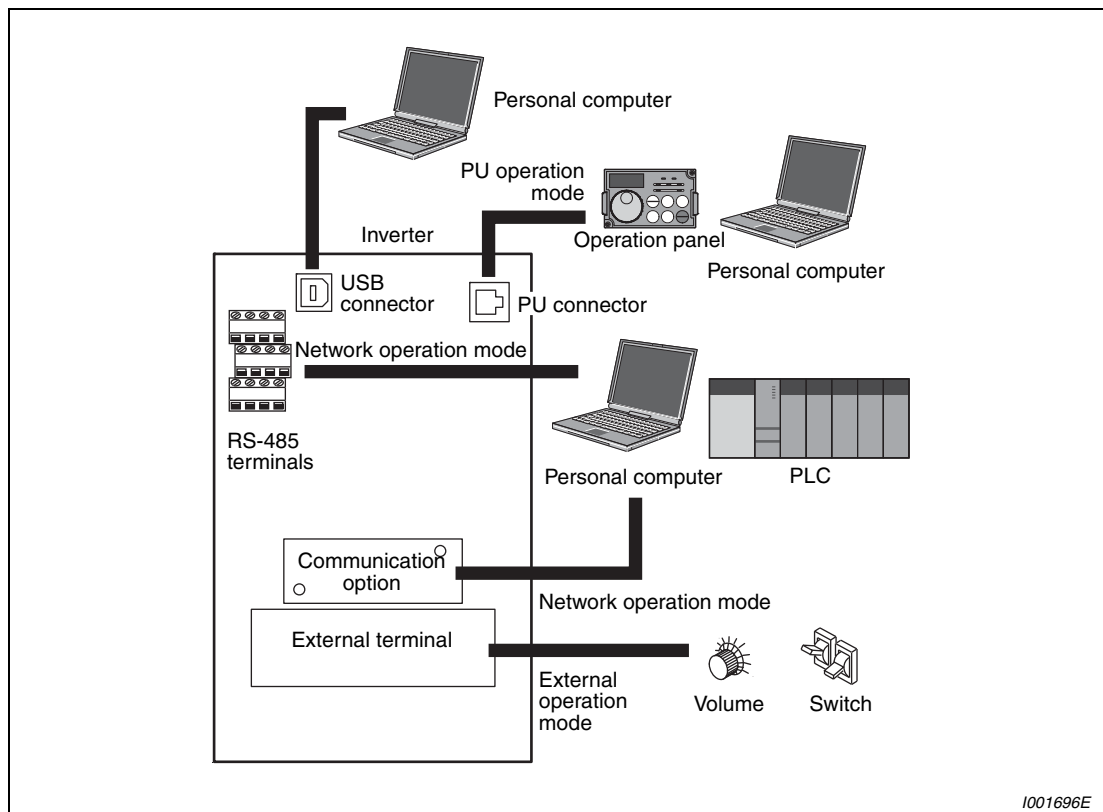 Personal computer
PU operation
mode
Inverter
Operation panel
Personal computer
USB
connector
PU connector
Network operation mode
RS-485
terminals
Personal computer
PLC
Communication
option
Network operation mode
External terminal
External
operation
mode
Volume
Switch
I001696E